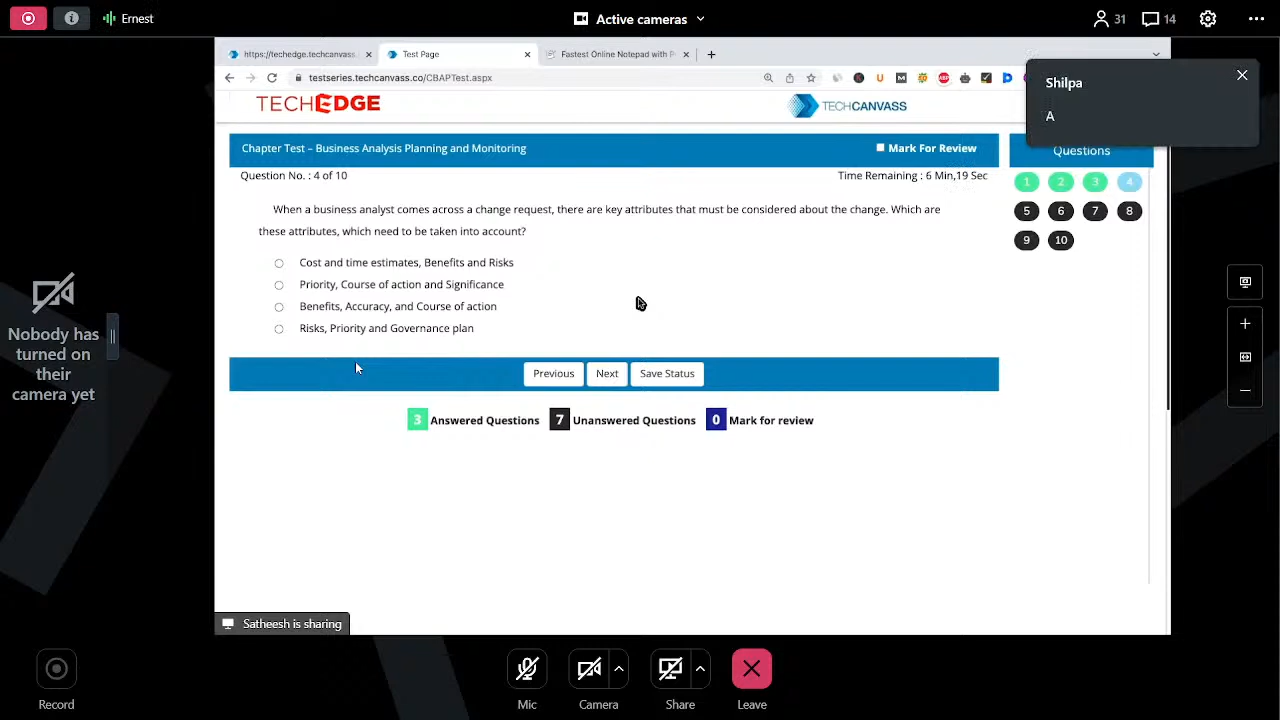 Ernest
Active cameras
31
14
https://techedge.techcanvass.
Test Page
Fastest Online Notepad with P
testseries.techcanvass.co/CBAPTest.aspx
Shilpa
A
TECHEDGE
TECHCANVASS
Chapter Test – Business Analysis Planning and Monitoring
Mark For Review
Questions
Question No. : 4 of 10
Time Remaining : 6 Min,19 Sec
1 2 3 4
When a business analyst comes across a change request, there are key attributes that must be considered about the change. Which are
these attributes, which need to be taken into account?
5 6 7 8
9 10
Cost and time estimates, Benefits and Risks
Priority, Course of action and Significance
Benefits, Accuracy, and Course of action
Risks, Priority and Governance plan
Nobody has
turned on
their
camera yet
Previous
Next
Save Status
3 Answered Questions 7 Unanswered Questions 0 Mark for review
Satheesh is sharing
Record
Mic
Camera
Share
Leave